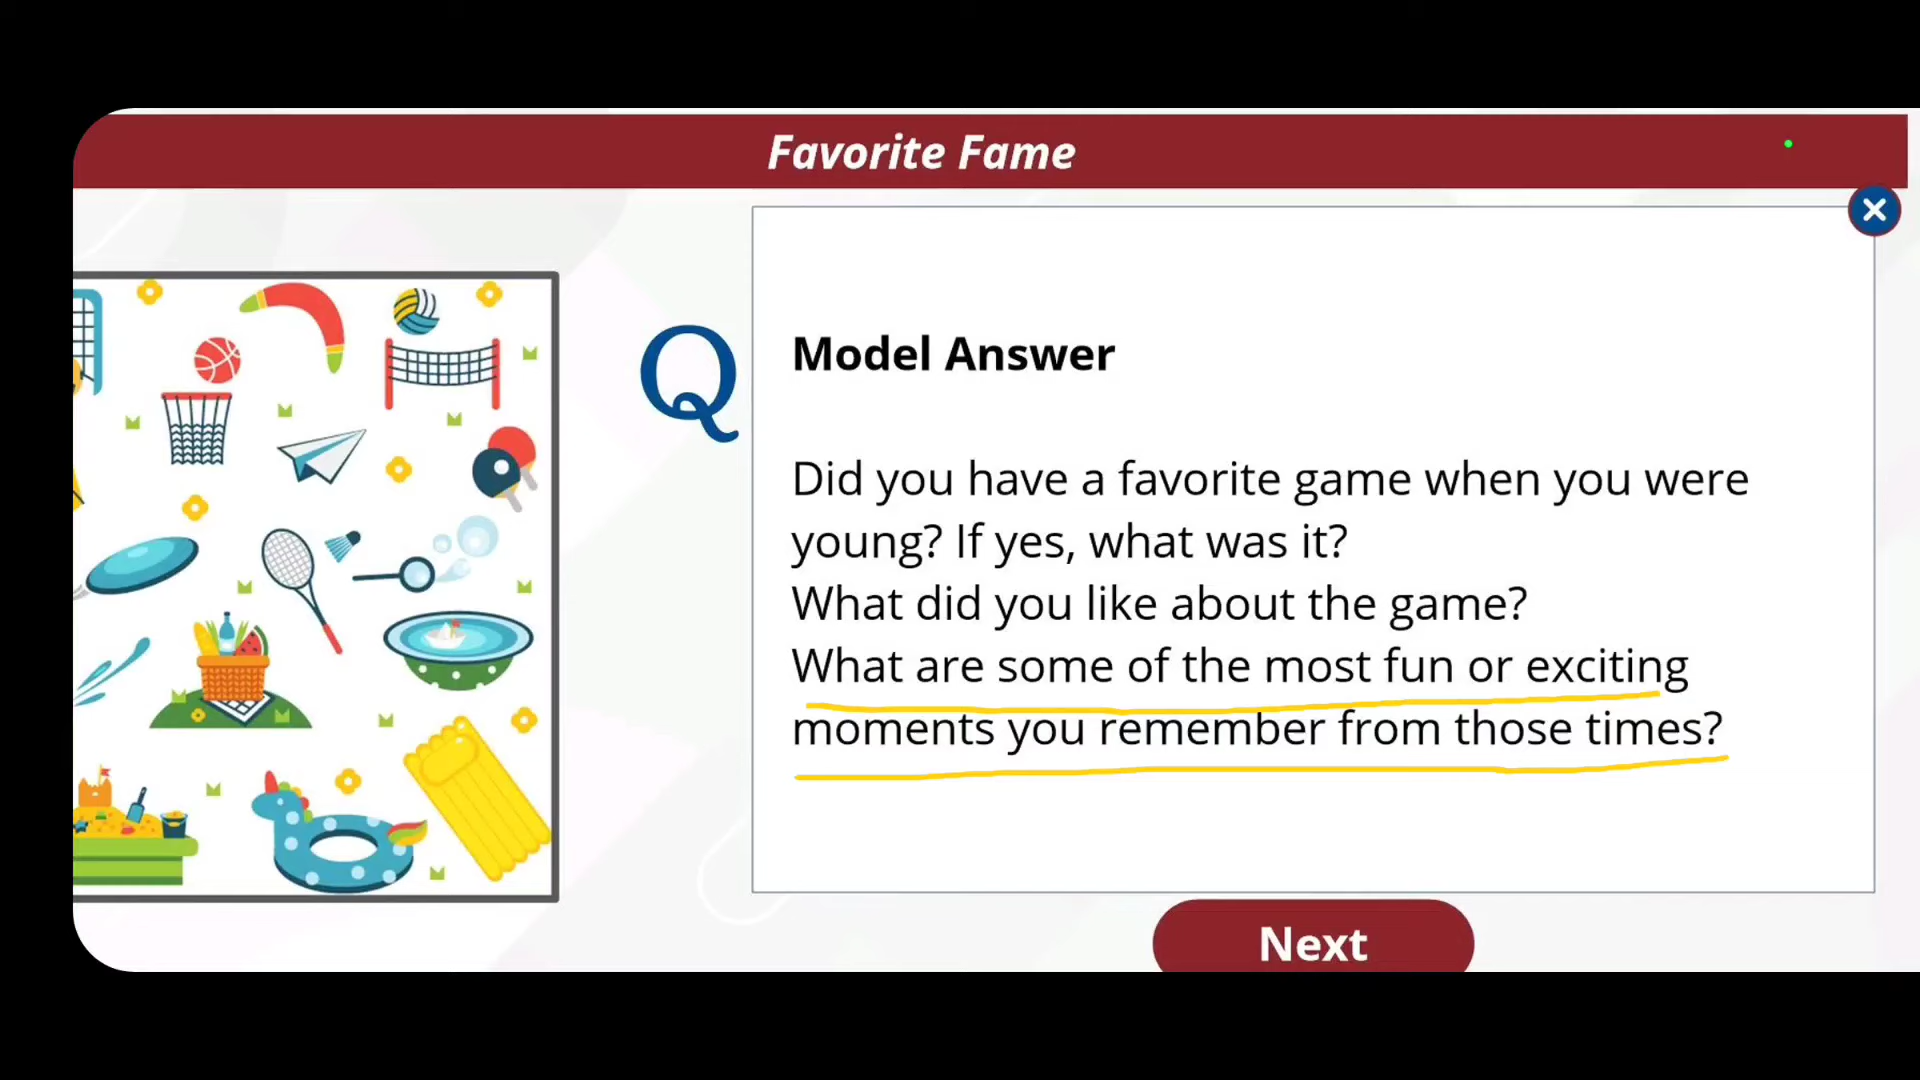 Favorite Fame
Q
Model Answer
Did you have a favorite game when you were
young? If yes, what was it?
What did you like about the game?
What are some of the most fun or exciting
moments you remember from those times?
Next